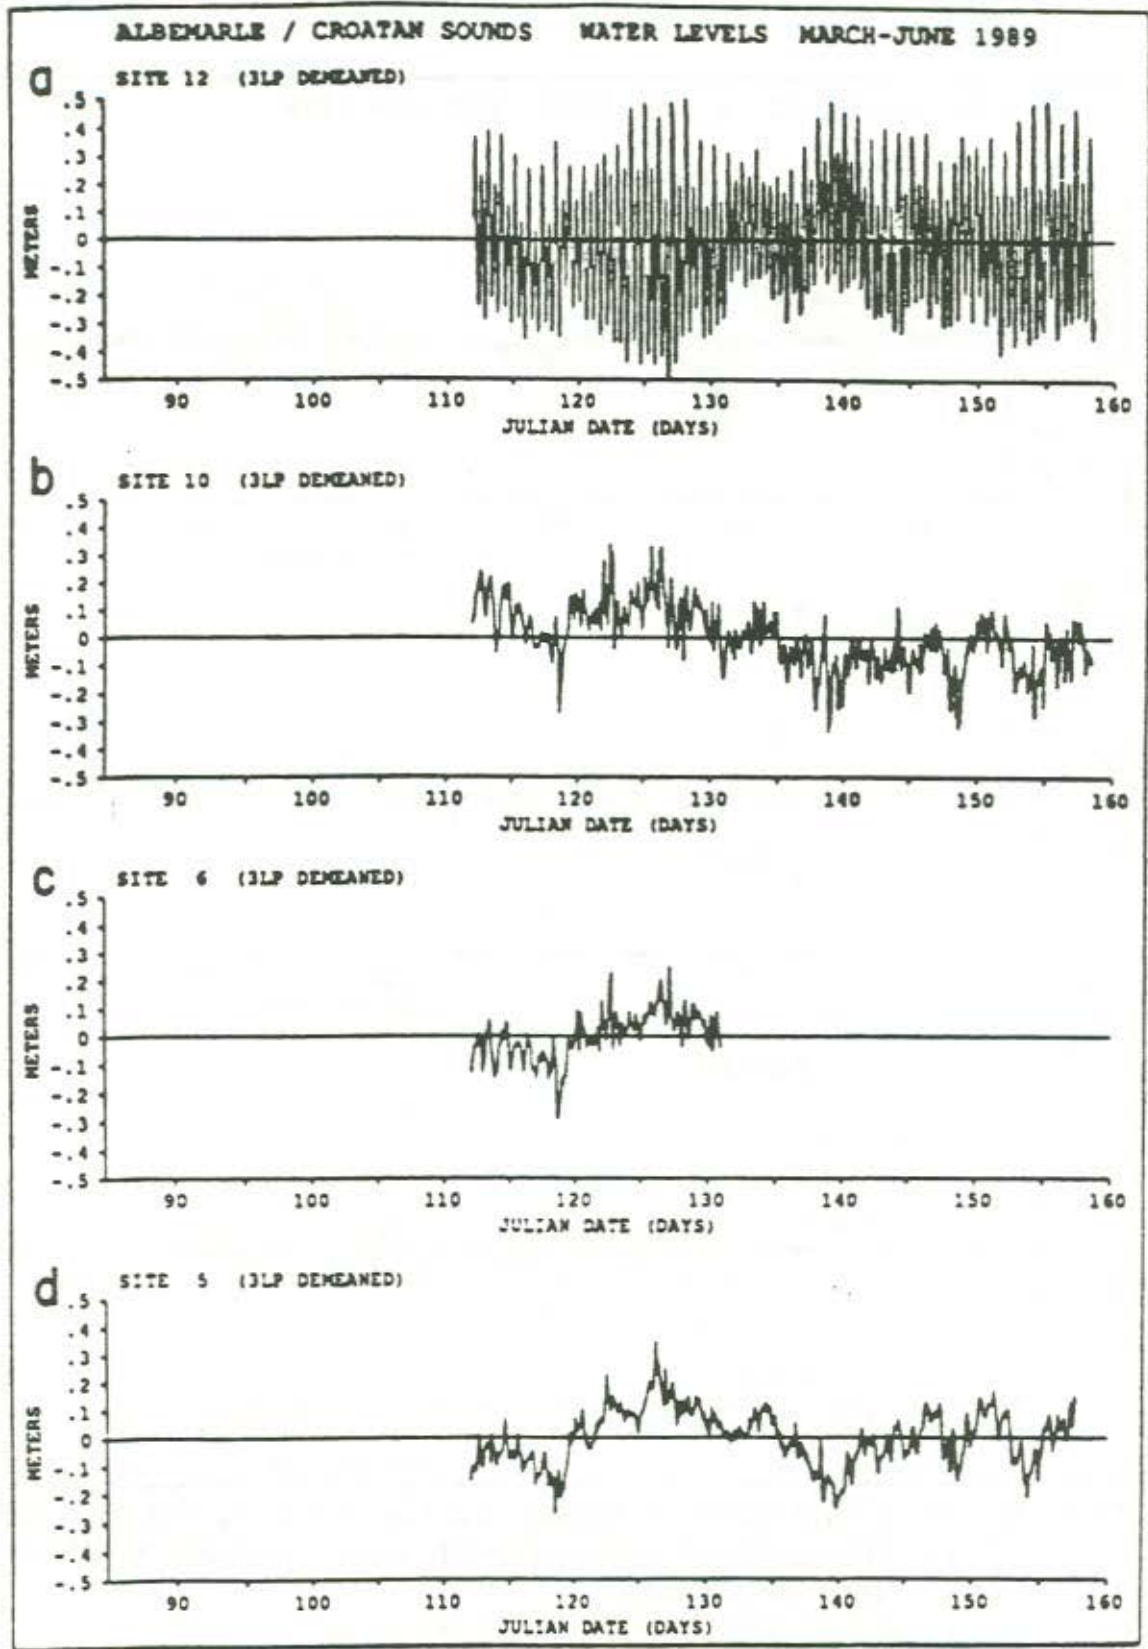 ALBEMARLE / CROATAN SOUNDS WATER LEVELS MARCH-JUNE 1989
a SITE 12 (3LP DEMEANED)
.5
.4
.3
.2
.1
0
-.1
-.2
-.3
-.4
-.5
METERS
90 100 110 120 130 140 150 160
JULIAN DATE (DAYS)
b SITE 10 (3LP DEMEANED)
.5
.4
.3
.2
.1
0
-.1
-.2
-.3
-.4
-.5
METERS
90 100 110 120 130 140 150 160
JULIAN DATE (DAYS)
c SITE 6 (3LP DEMEANED)
.5
.4
.3
.2
.1
0
-.1
-.2
-.3
-.4
-.5
METERS
90 100 110 120 130 140 150 160
JULIAN DATE (DAYS)
d SITE 5 (3LP DEMEANED)
.5
.4
.3
.2
.1
0
-.1
-.2
-.3
-.4
-.5
METERS
90 100 110 120 130 140 150 160
JULIAN DATE (DAYS)